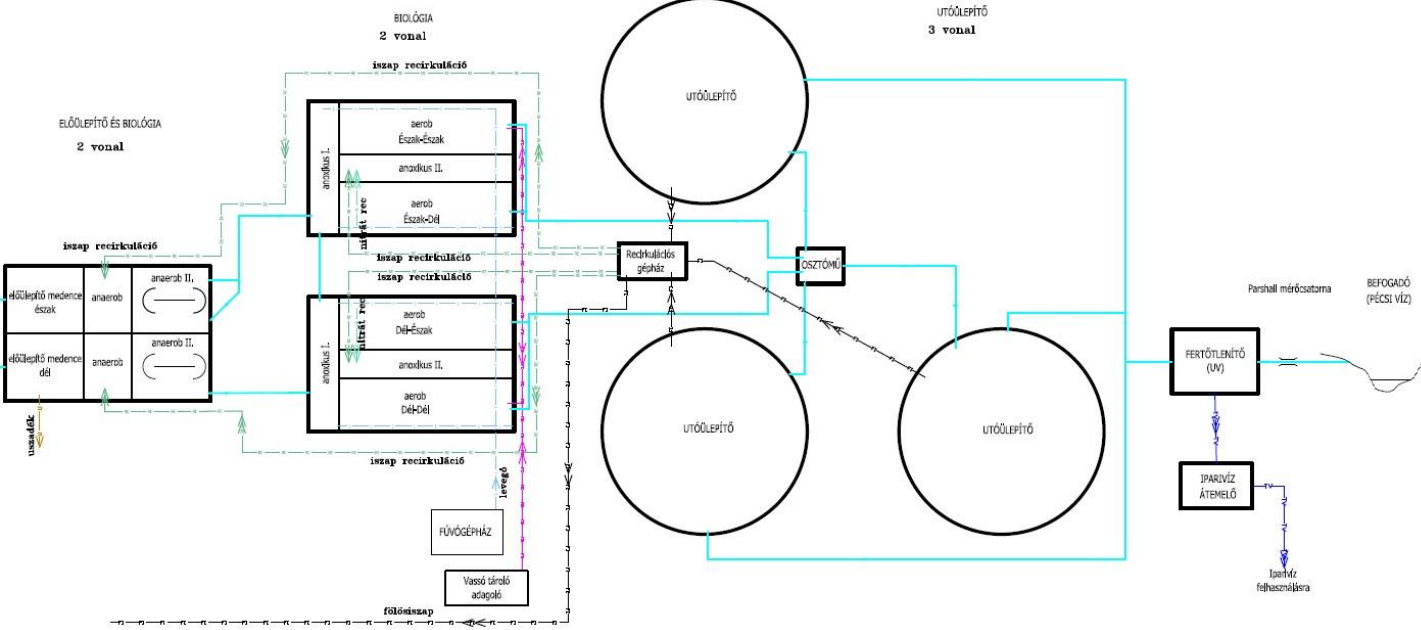 BIOLÓGIA
2 vonal
UTÓÜLEPÍTŐ
3 vonal
ELŐÜLEPÍTŐ ÉS BIOLÓGIA
2 vonal
iszap recirkuláció
anoxikus I.
aerob
Észak-Észak
anoxikus II.
aerob
Észak-Dél
nitrát rec
iszap recirkuláció
iszap recirkuláció
iszap recirkuláció
előülepítő medence
észak
anaerob
anaerob II.
előülepítő medence
dél
anaerob
anaerob II.
uszadék
anoxikus I.
aerob
Dél-Észak
anoxikus II.
aerob
Dél-Dél
nitrát rec
iszap recirkuláció
levegő
FÚVÓGÉPHÁZ
Vassó tároló
adagoló
fölösiszap
UTÓÜLEPÍTŐ
Recirkulációs
gépház
OSZTÓMŰ
UTÓÜLEPÍTŐ
UTÓÜLEPÍTŐ
Parshall mérőcsatorna
BEFOGADÓ
(PÉCSI VÍZ)
FERTŐTLENÍTŐ
(UV)
IPARIVÍZ
ÁTEMELŐ
Iparivíz
felhasználásra